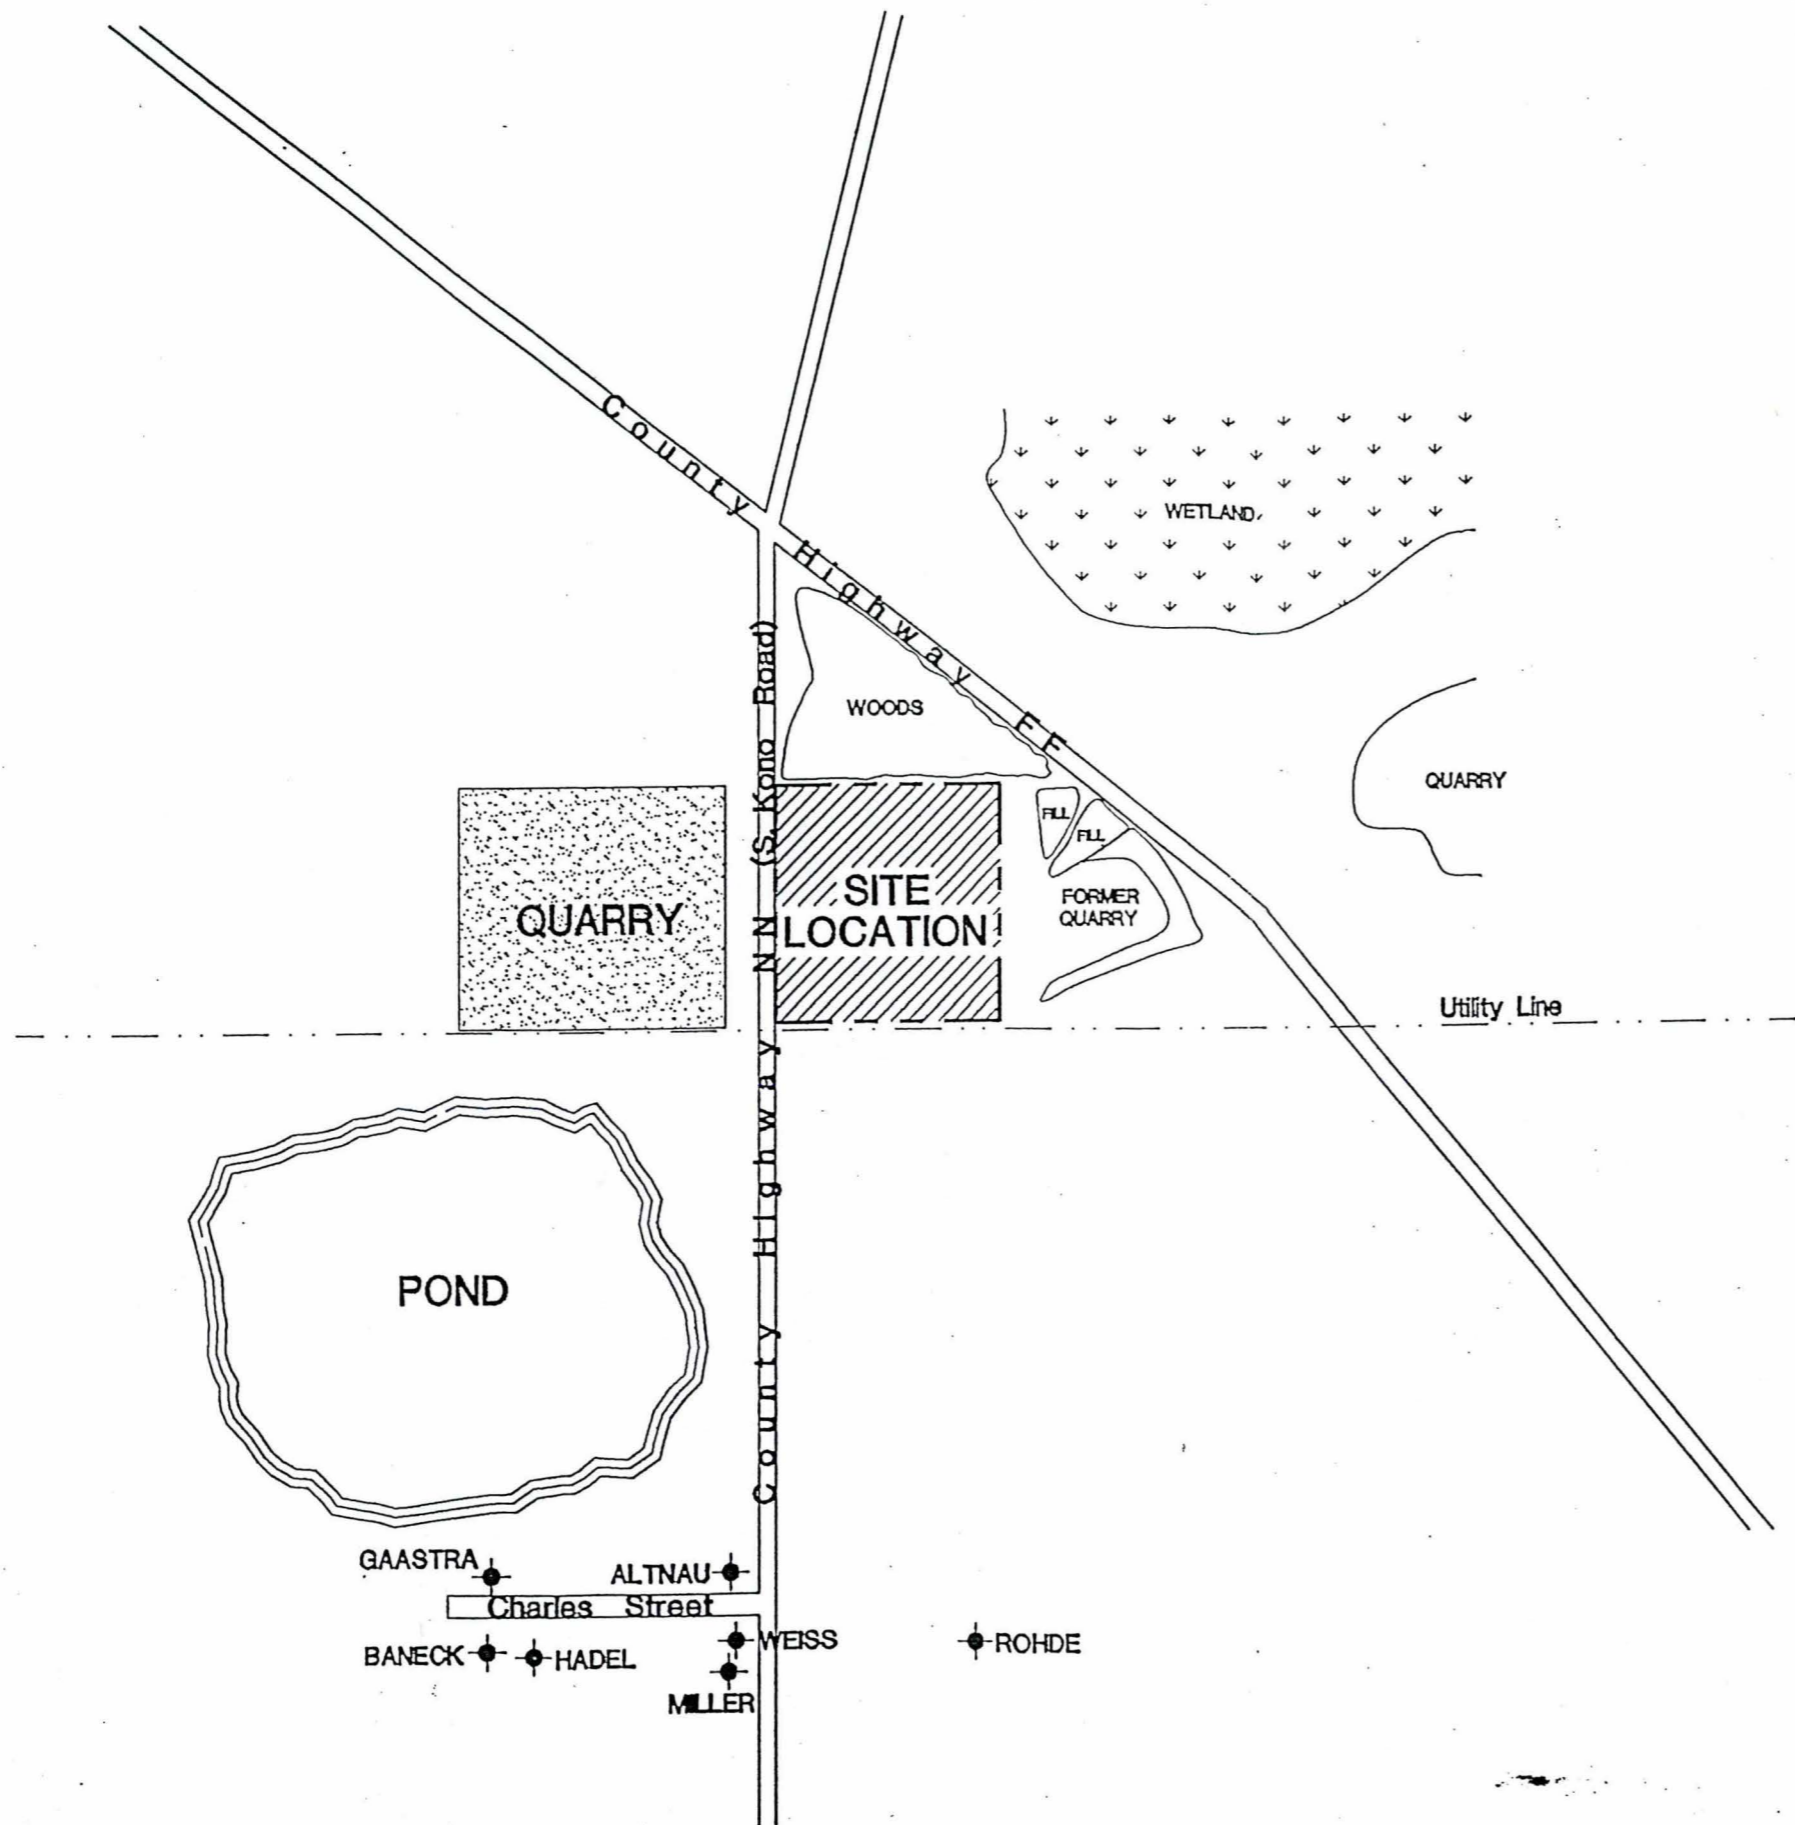 County Highway FF
WETLAND
WOODS
County Highway NN (S. Kono Road)
QUARRY
FILL
FILL
QUARRY
SITE
LOCATION
FORMER
QUARRY
Utility Line
POND
GAASTRA
ALTNAU
Charles Street
BANECK
HADEL
WEISS
ROHDE
MILLER